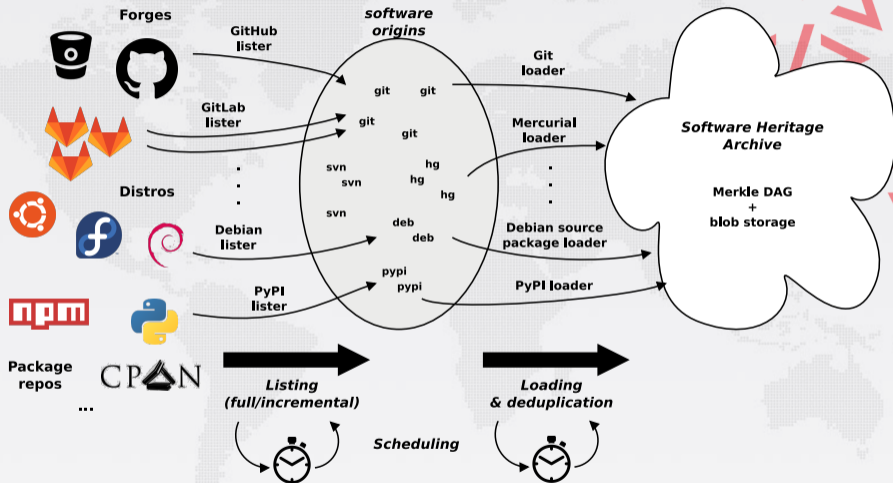 Forges
GitHub
lister
GitLab
lister
.
.
.
Distros
Debian
lister
PyPI
lister
npm
Package
repos
CPAN
...
software
origins
git
git
git
git
svn
svn
svn
hg
hg
hg
deb
deb
pypi
pypi
Git
loader
Mercurial
loader
.
.
.
Debian source
package loader
PyPI loader
Software Heritage
Archive
Merkle DAG
+
blob storage
Listing
(full/incremental)
Scheduling
Loading
& deduplication